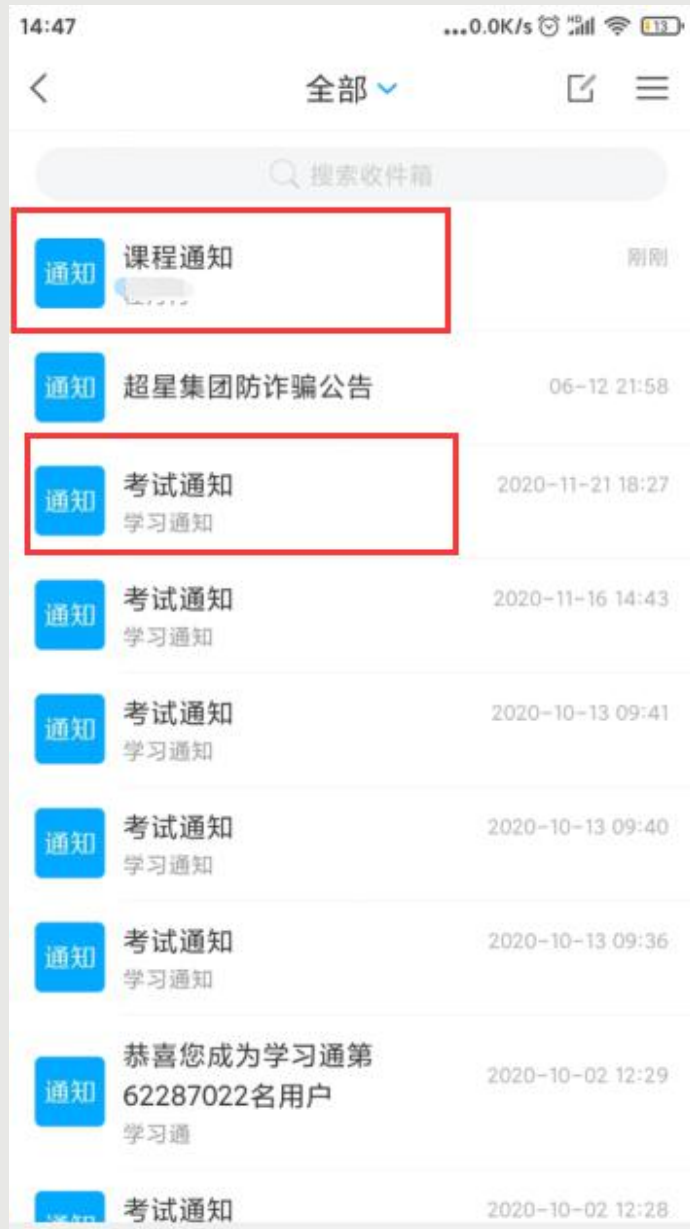 14:47
...0.0K/s HD 13
全部
搜索收件箱
通知
课程通知
刚刚
通知
超星集团防诈骗公告
06-12 21:58
通知
考试通知
2020-11-21 18:27
学习通知
通知
考试通知
2020-11-16 14:43
学习通知
通知
考试通知
2020-10-13 09:41
学习通知
通知
考试通知
2020-10-13 09:40
学习通知
通知
考试通知
2020-10-13 09:36
学习通知
通知
恭喜您成为学习通第
62287022名用户
2020-10-02 12:29
学习通
通知
考试通知
2020-10-02 12:28